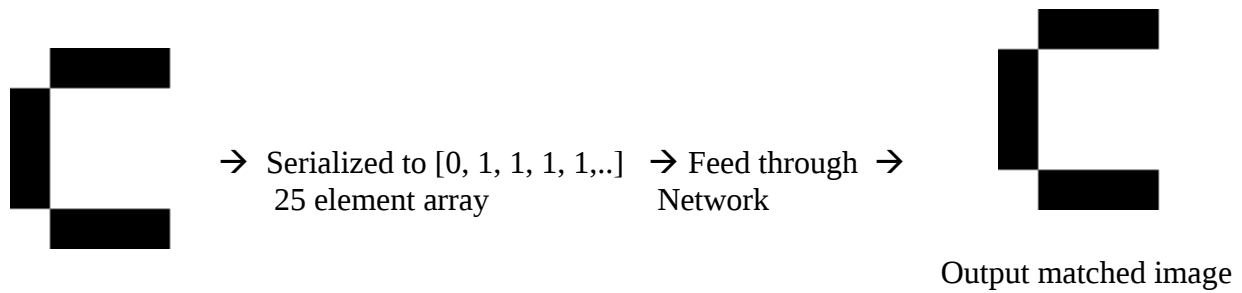 → Serialized to [0, 1, 1, 1, 1,..] → Feed through →
25 element array Network
Output matched image